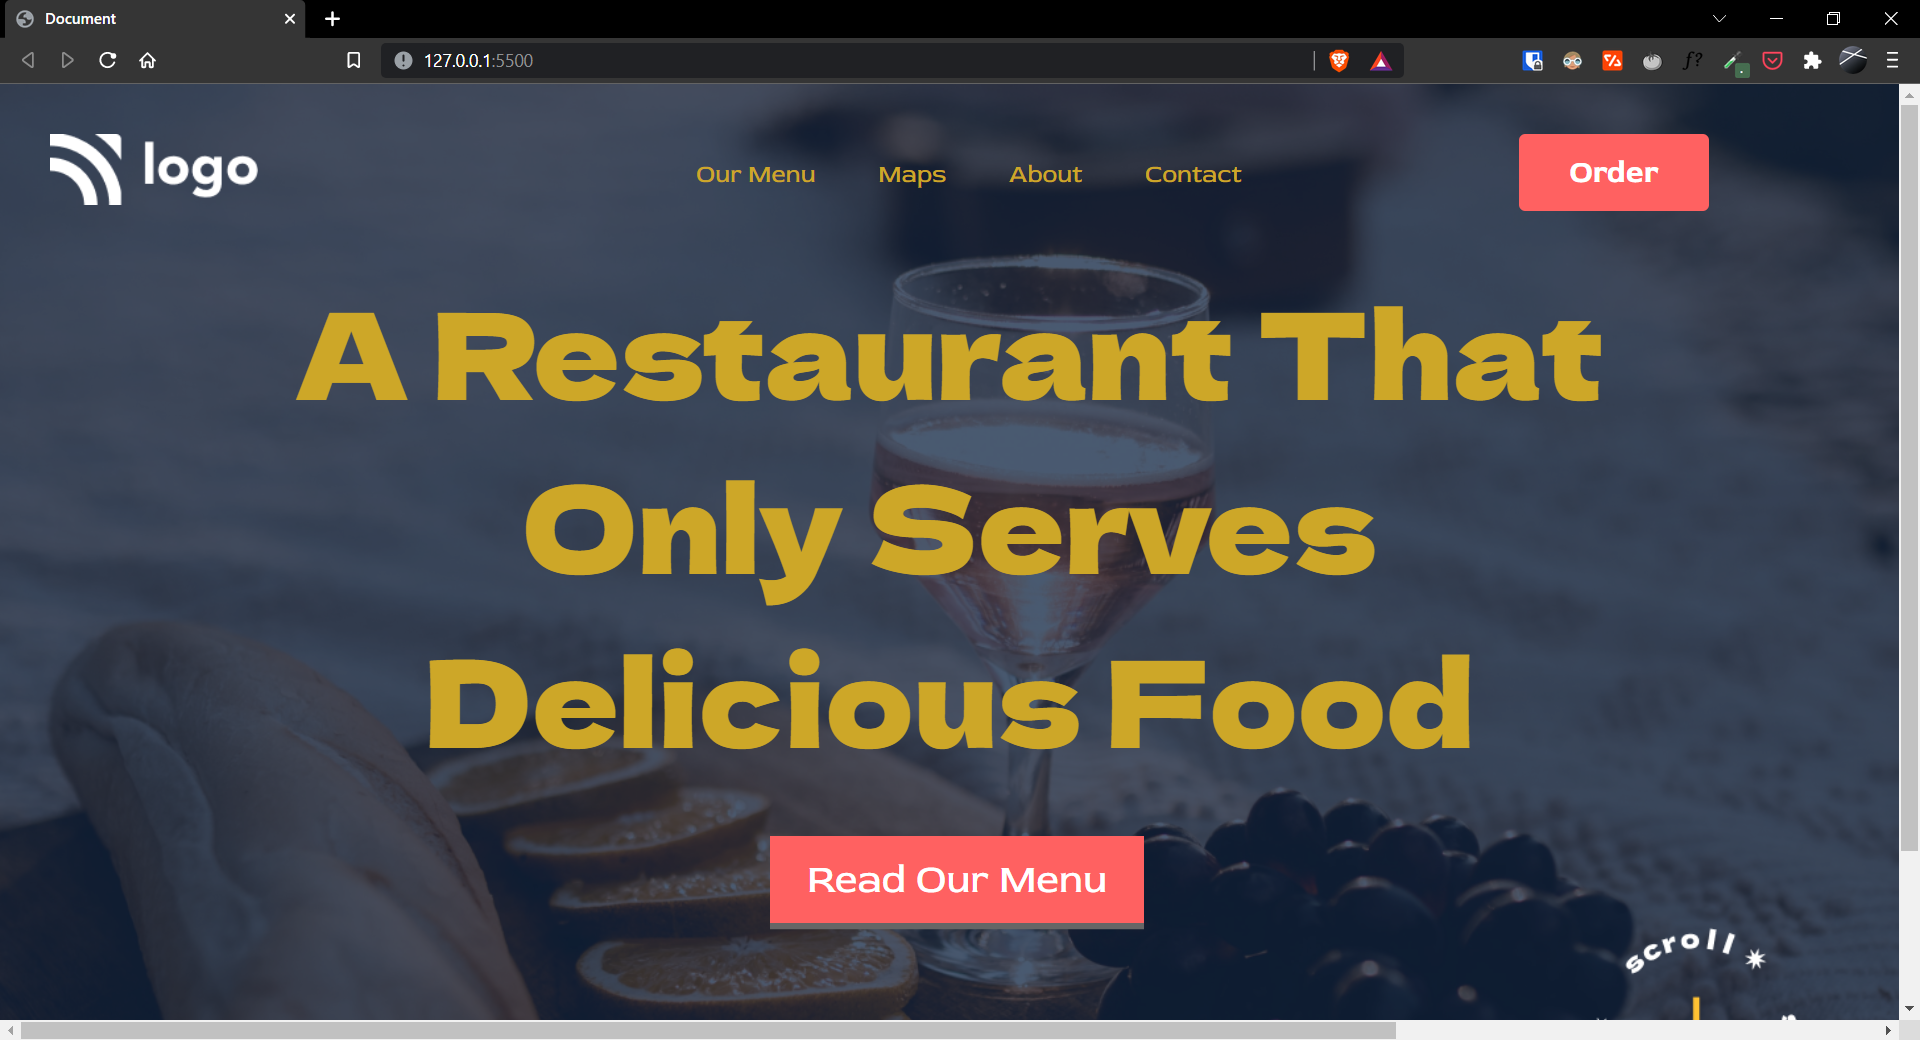 Document
127.0.0.1:5500
f?
logo
Our Menu Maps About Contact
Order
A Restaurant That
Only Serves
Delicious Food
Read Our Menu
scroll